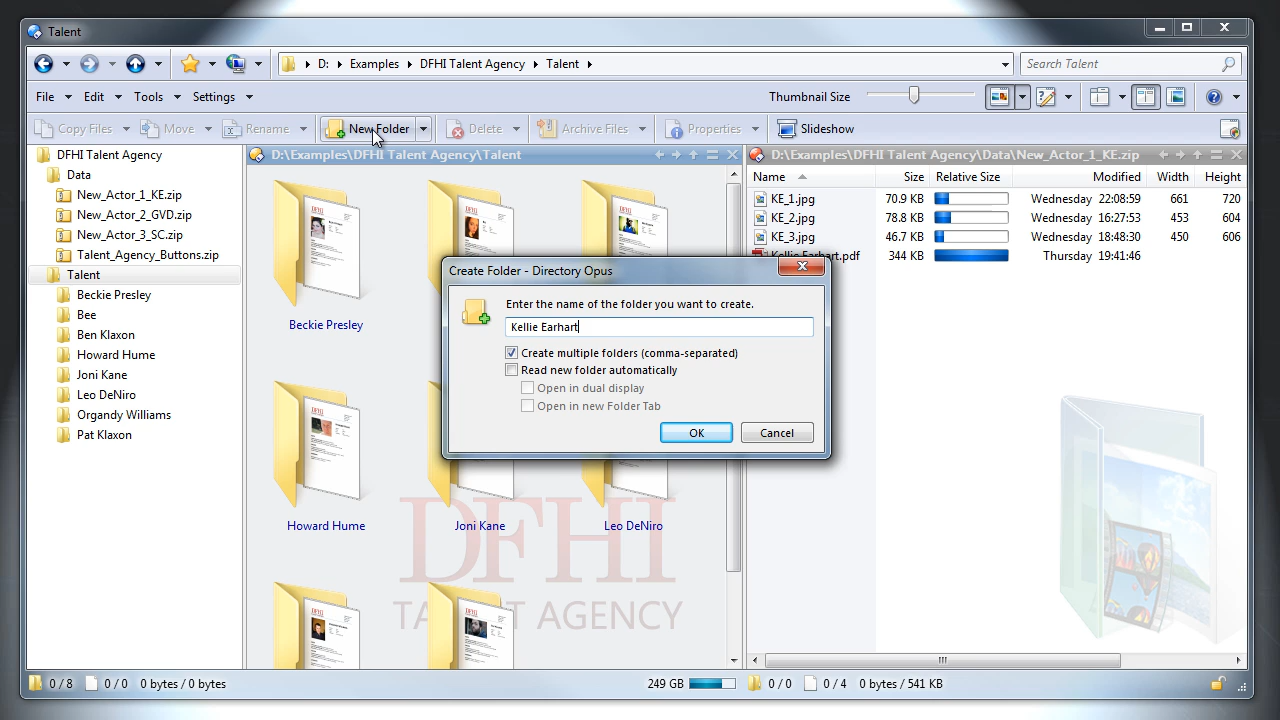 Talent
D: Examples DFHI Talent Agency Talent
Search Talent
File Edit Tools Settings
Thumbnail Size
Copy Files Move Rename New Folder Delete Archive Files Properties Slideshow
DFHI Talent Agency
Data
New_Actor_1_KE.zip
New_Actor_2_GVD.zip
New_Actor_3_SC.zip
Talent_Agency_Buttons.zip
Talent
Beckie Presley
Bee
Ben Klaxon
Howard Hume
Joni Kane
Leo DeNiro
Organdy Williams
Pat Klaxon
D:\Examples\DFHI Talent Agency\Talent
DFHI
DFHI
DFHI
Beckie Presley
DFHI
Howard Hume
Joni Kane
Leo DeNiro
DFHI
DFHI
DFHI
TALENT AGENCY
D:\Examples\DFHI Talent Agency\Data\New_Actor_1_KE.zip
Name Size Relative Size Modified Width Height
KE_1.jpg 70.9 KB Wednesday 22:08:59 661 720
KE_2.jpg 78.8 KB Wednesday 16:27:53 453 604
KE_3.jpg 46.7 KB Wednesday 18:48:30 450 606
Kellie Earhart.pdf 344 KB Thursday 19:41:46
Create Folder - Directory Opus
Enter the name of the folder you want to create.
Kellie Earhart
Create multiple folders (comma-separated)
Read new folder automatically
Open in dual display
Open in new Folder Tab
OK
Cancel
0 / 8 0 / 0 0 bytes / 0 bytes
249 GB
0 / 0 0 / 4 0 bytes / 541 KB